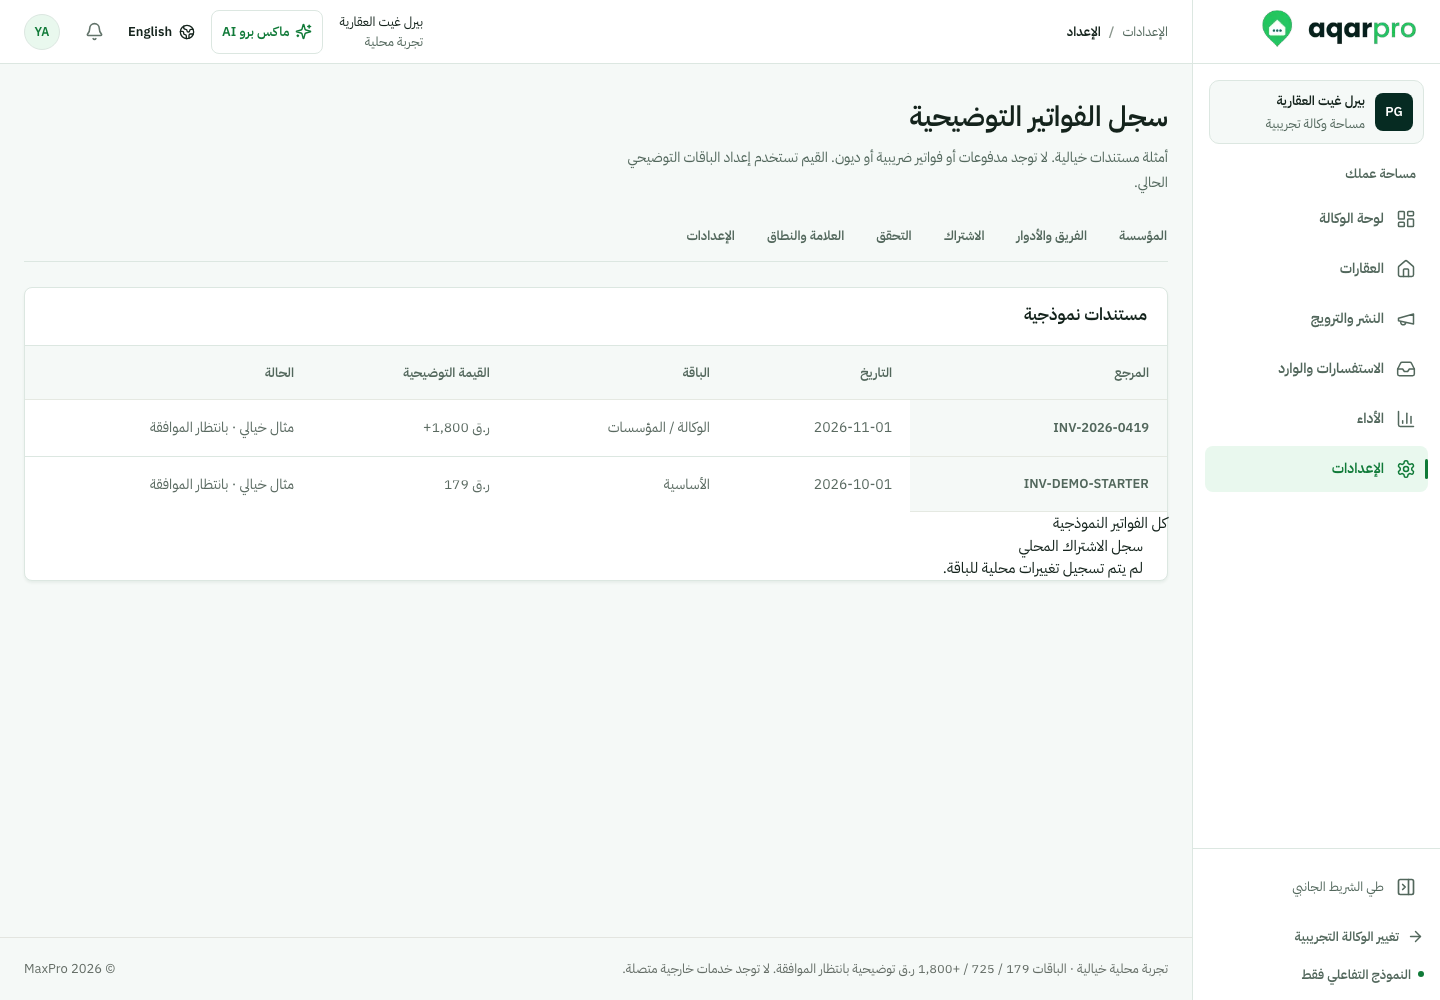 aqarpro
PG
بيرل غيت العقارية
مساحة وكالة تجريبية
مساحة عملك
لوحة الوكالة
العقارات
النشر والترويج
الاستفسارات والوارد
الأداء
الإعدادات
طي الشريط الجانبي
تغيير الوكالة التجريبية
النموذج التفاعلي فقط
الإعدادات / الإعداد
بيرل غيت العقارية
تجربة محلية
ماكس برو AI
English
YA
سجل الفواتير التوضيحية
أمثلة مستندات خيالية. لا توجد مدفوعات أو فواتير ضريبية أو ديون. القيم تستخدم إعداد الباقات التوضيحي
الحالي.
المؤسسة الفريق والأدوار الاشتراك التحقق العلامة والنطاق الإعدادات
مستندات نموذجية
المرجع التاريخ الباقة القيمة التوضيحية الحالة
INV-2026-0419 2026-11-01 الوكالة / المؤسسات ر.ق 1,800+ مثال خيالي · بانتظار الموافقة
INV-DEMO-STARTER 2026-10-01 الأساسية ر.ق 179 مثال خيالي · بانتظار الموافقة
كل الفواتير النموذجية
سجل الاشتراك المحلي
لم يتم تسجيل تغييرات محلية للباقة.
تجربة محلية خيالية · الباقات 179 / 725 / 1,800+ ر.ق توضيحية بانتظار الموافقة. لا توجد خدمات خارجية متصلة.
© 2026 MaxPro